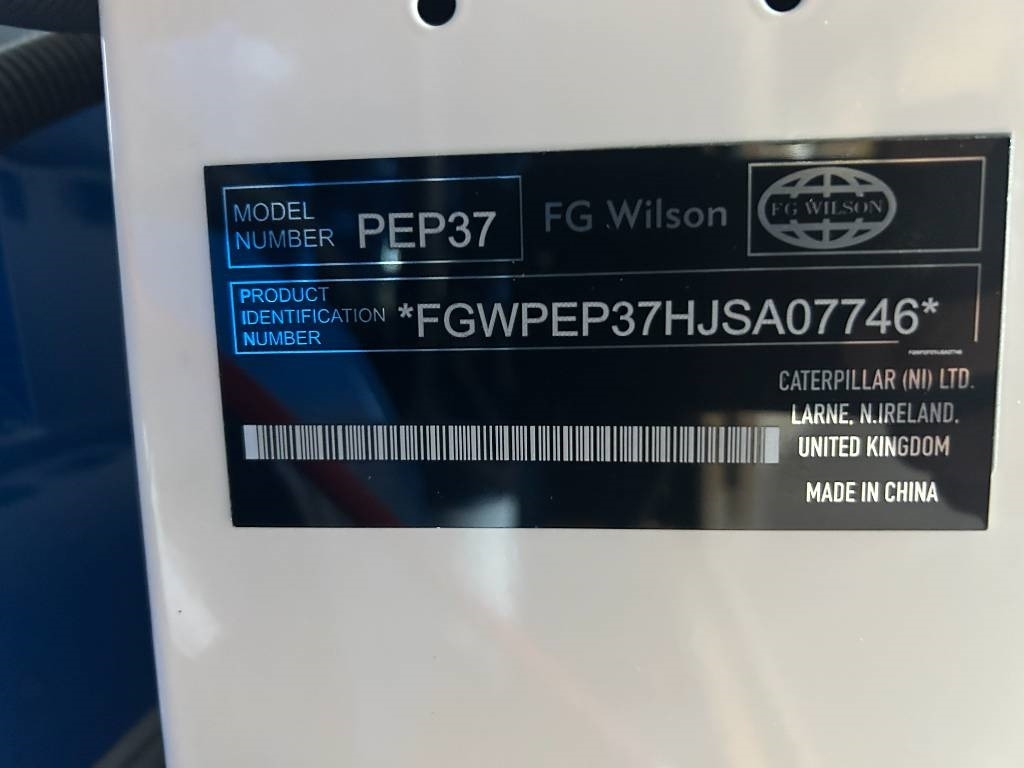 MODEL
NUMBER PEP37
FG Wilson
FG WILSON
PRODUCT
IDENTIFICATION
NUMBER
*FGWPEP37HJSA07746*
CATERPILLAR (NI) LTD.
LARNE, N.IRELAND.
UNITED KINGDOM
MADE IN CHINA